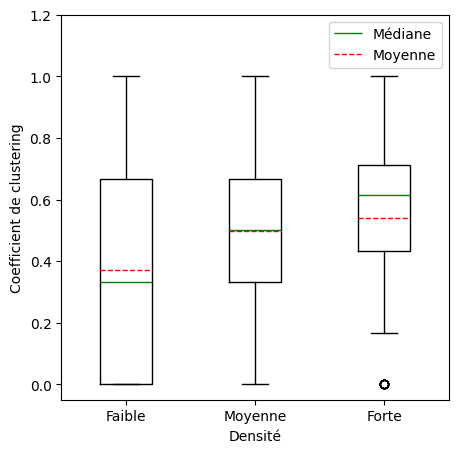 1.2
1.0
0.8
0.6
0.4
0.2
0.0
Coefficient de clustering
Médiane
Moyenne
Faible
Moyenne
Forte
Densité